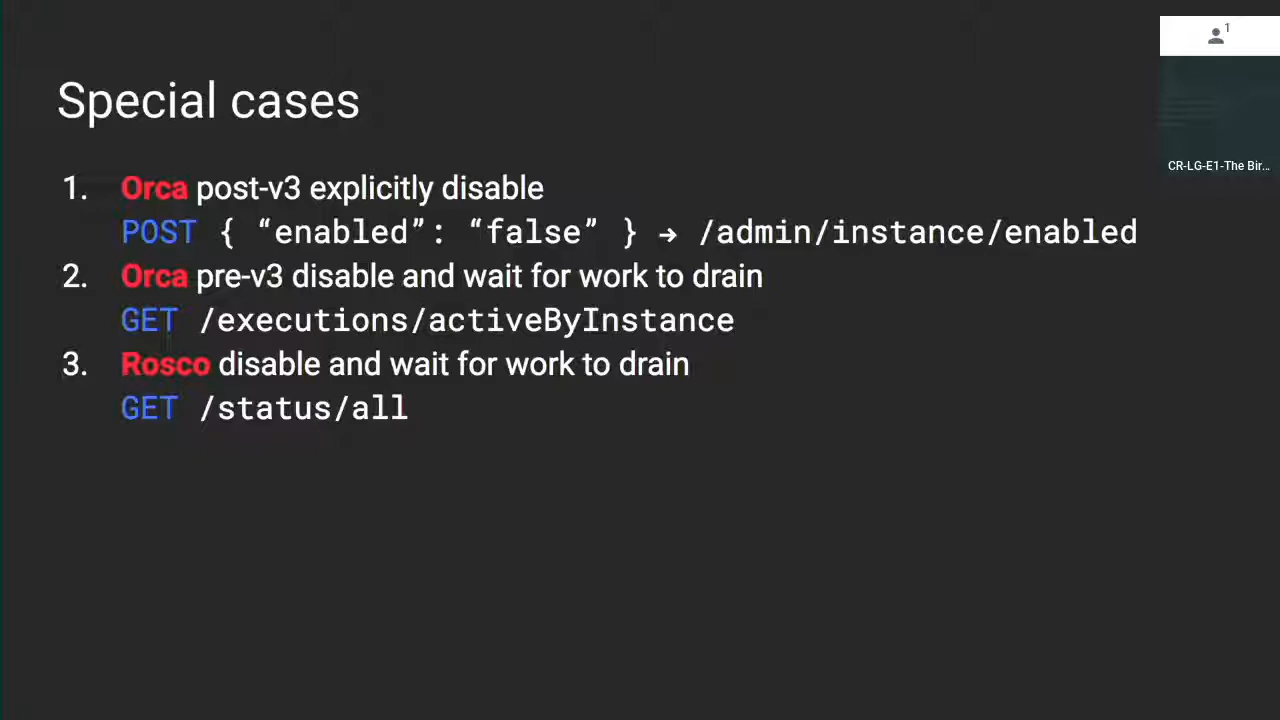 1
CR-LG-E1-The Bir...
Special cases
1. Orca post-v3 explicitly disable
POST { “enabled”: “false” } → /admin/instance/enabled
2. Orca pre-v3 disable and wait for work to drain
GET /executions/activeByInstance
3. Rosco disable and wait for work to drain
GET /status/all